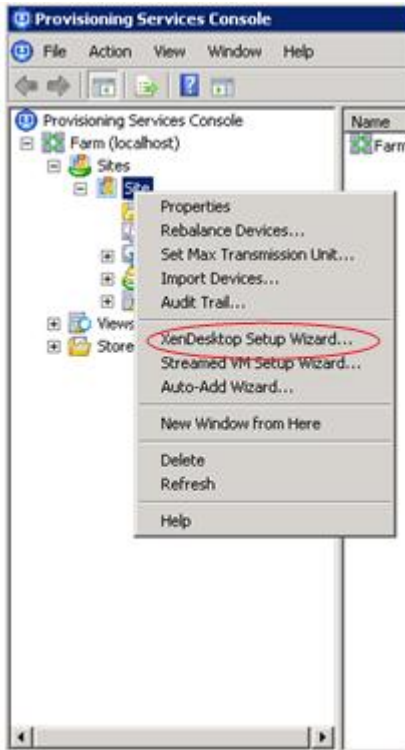 Provisioning Services Console
File Action View Window Help
Provisioning Services Console
Farm (localhost)
Sites
Site
Views
Store
Name
Farm
Properties
Rebalance Devices...
Set Max Transmission Unit...
Import Devices...
Audit Trail...
XenDesktop Setup Wizard...
Streamed VM Setup Wizard...
Auto-Add Wizard...
New Window from Here
Delete
Refresh
Help